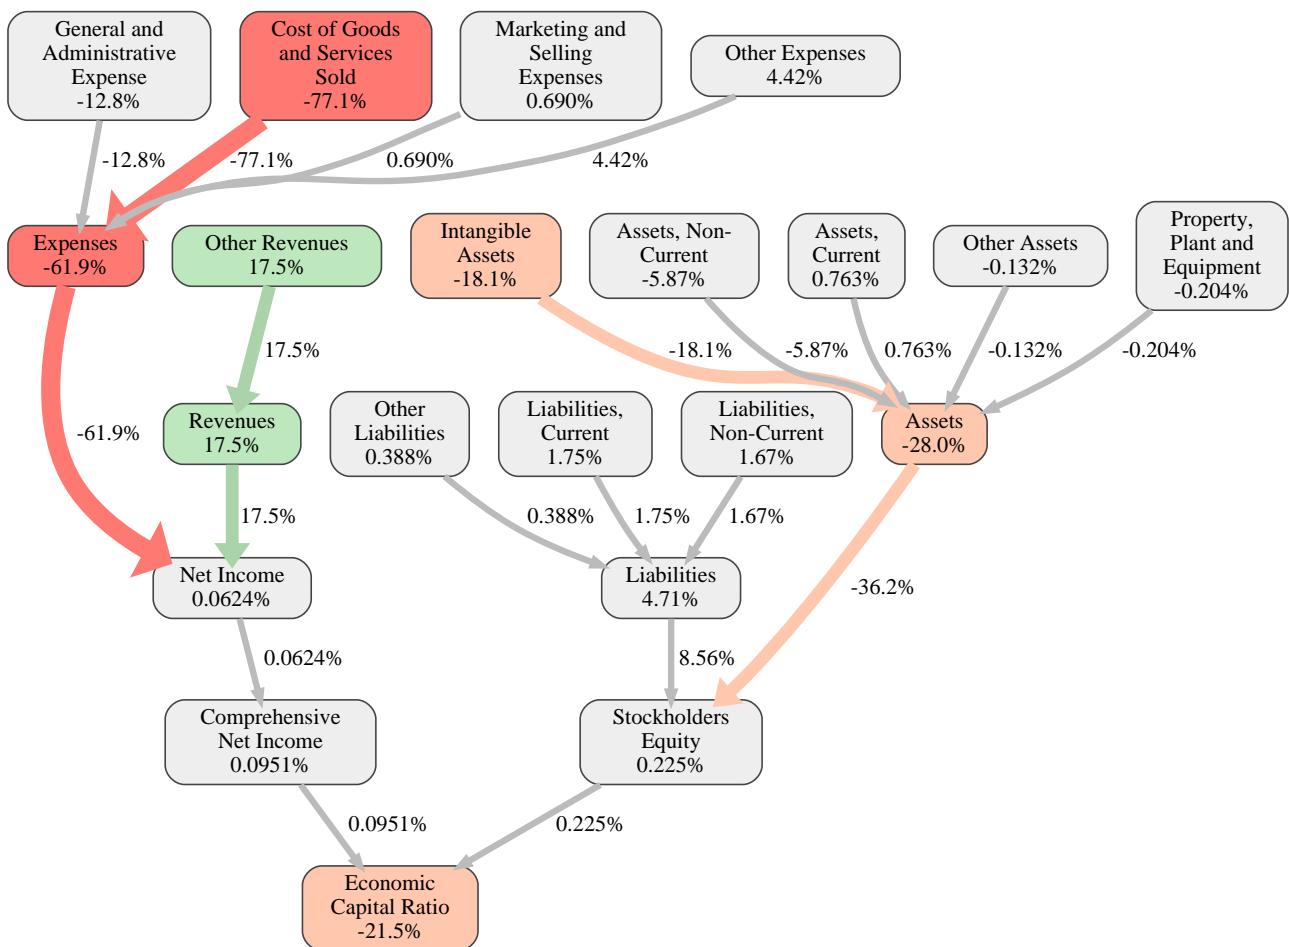 General and
Administrative
Expense
-12.8%
Cost of Goods
and Services
Sold
-77.1%
Marketing and
Selling
Expenses
0.690%
Other Expenses
4.42%
-12.8%
-77.1%
0.690%
4.42%
Expenses
-61.9%
Other Revenues
17.5%
Intangible
Assets
-18.1%
Assets, Non-
Current
-5.87%
Assets,
Current
0.763%
Other Assets
-0.132%
Property,
Plant and
Equipment
-0.204%
17.5%
-18.1%
-5.87%
0.763%
-0.132%
-0.204%
-61.9%
Revenues
17.5%
Other
Liabilities
0.388%
Liabilities,
Current
1.75%
Liabilities,
Non-Current
1.67%
Assets
-28.0%
17.5%
0.388%
1.75%
1.67%
Net Income
0.0624%
Liabilities
4.71%
-36.2%
0.0624%
8.56%
Comprehensive
Net Income
0.0951%
Stockholders
Equity
0.225%
0.0951%
0.225%
Economic
Capital Ratio
-21.5%